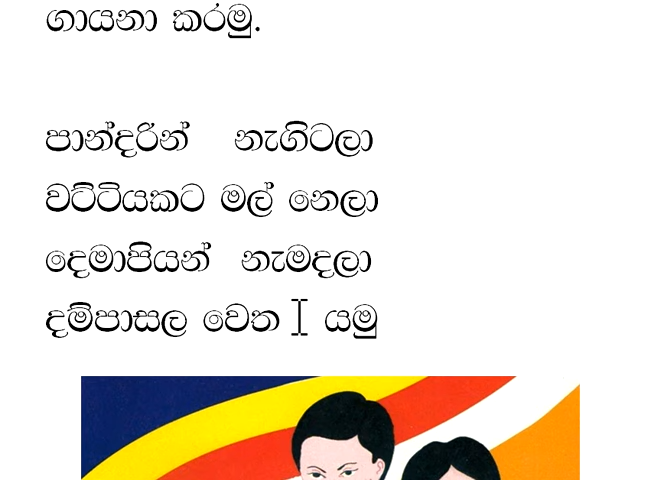 ගායනා කරමු.
පාන්දරින් නැගිටලා
වට්ටියකට මල් නෙලා
දෙමාපියන් නැමදලා
දම්පාසල වෙත යමු